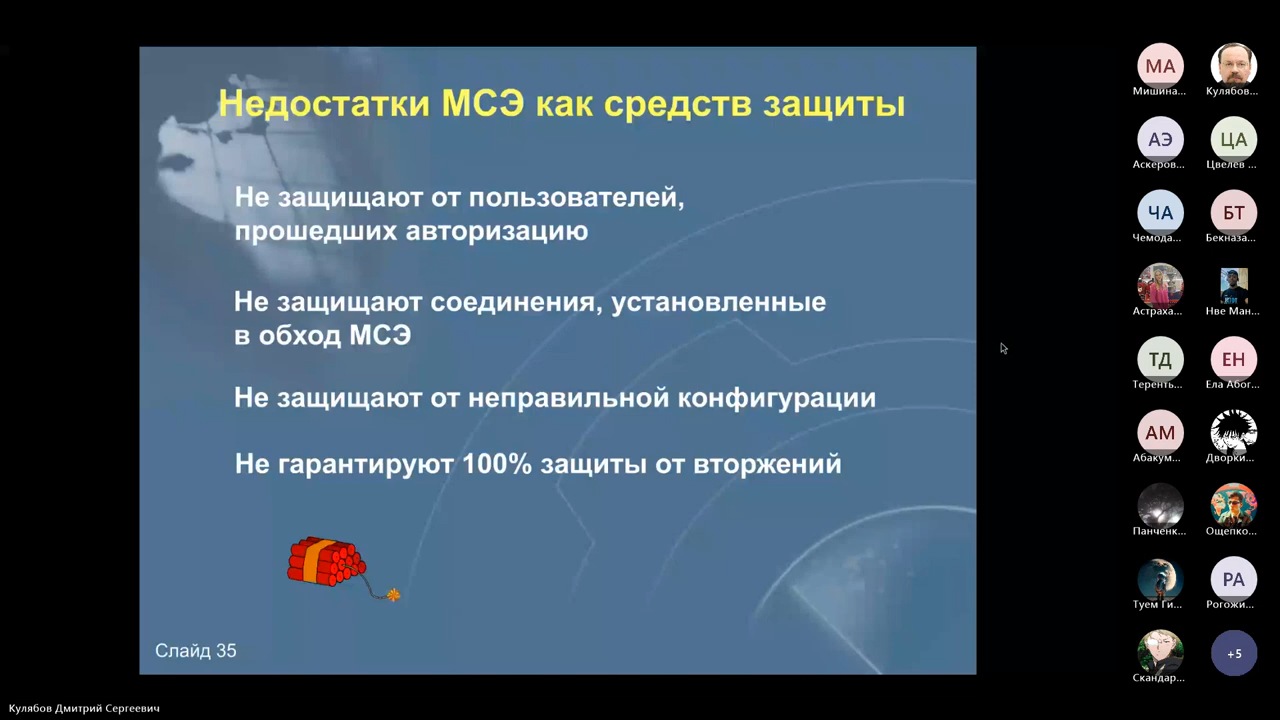 Недостатки МСЭ как средств защиты
Не защищают от пользователей,
прошедших авторизацию
Не защищают соединения, установленные
в обход МСЭ
Не защищают от неправильной конфигурации
Не гарантируют 100% защиты от вторжений
Слайд 35
Кулябов Дмитрий Сергеевич
МА
Мишина...
Кулябов...
АЭ
Аскеров...
ЦА
Цвелев ...
ЧА
Чемода...
БТ
Бекназа...
Астраха...
Нве Ман...
ТД
Теренть...
ЕН
Ела Абог...
АМ
Абакум...
Дворки...
Панченк...
Ощепко...
Туем Ги...
РА
Рогожи...
Скандар...
+5